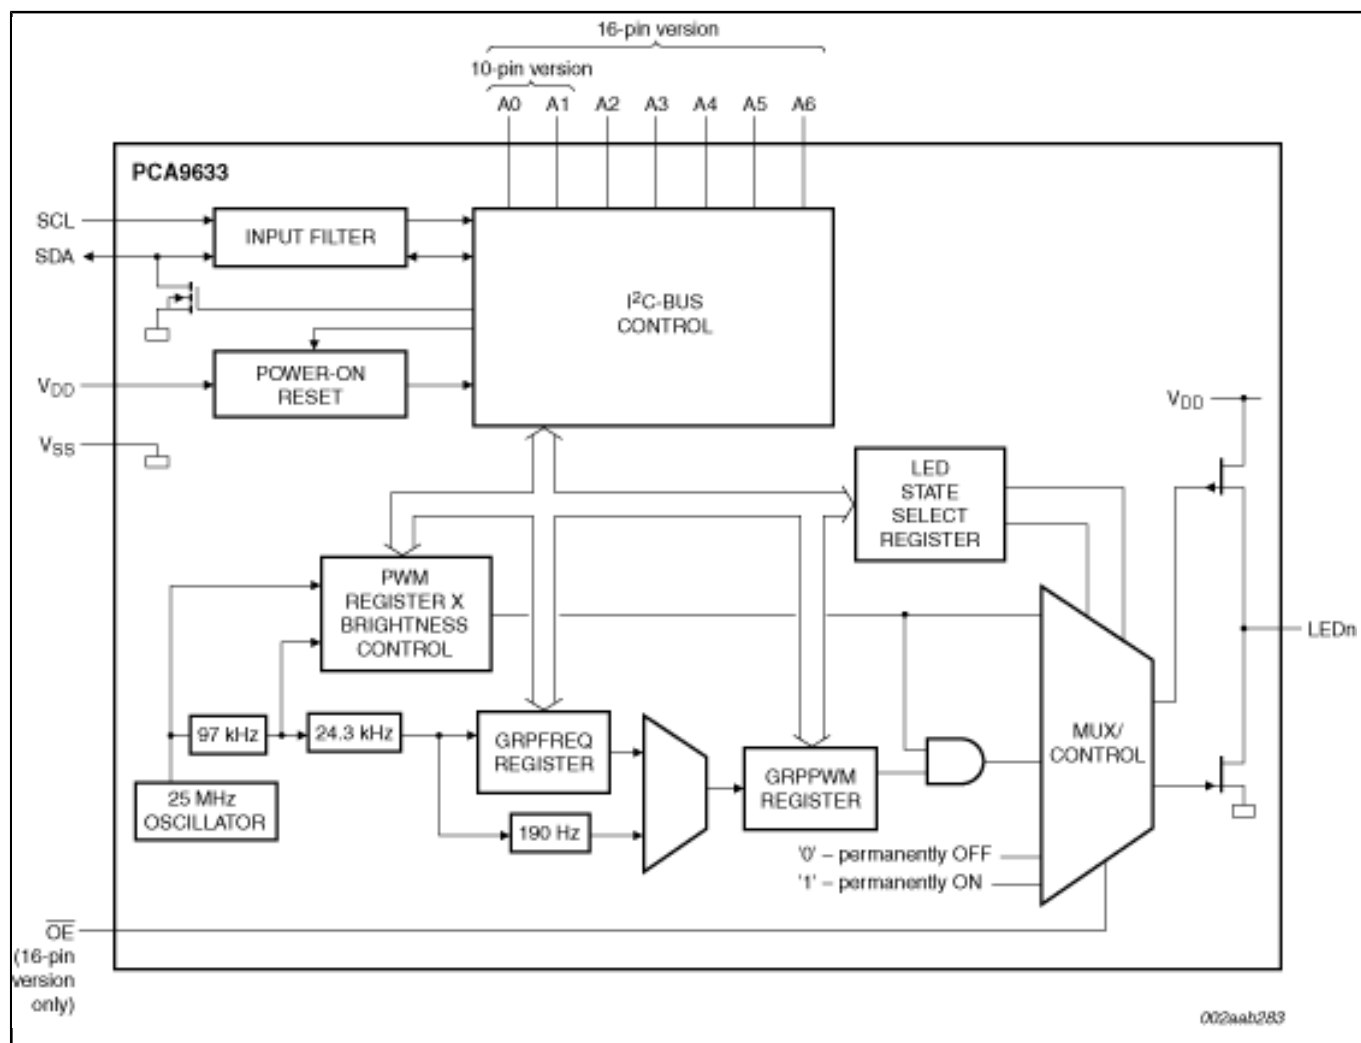 16-pin version
10-pin version
A0 A1 A2 A3 A4 A5 A6
PCA9633
SCL
INPUT FILTER
SDA
I²C-BUS
CONTROL
POWER-ON
RESET
VDD
VSS
VDD
LED
STATE
SELECT
REGISTER
PWM
REGISTER X
BRIGHTNESS
CONTROL
LEDn
97 kHz
24.3 kHz
GRPFREQ
REGISTER
MUX/
CONTROL
25 MHz
OSCILLATOR
190 Hz
GRPPWM
REGISTER
'0' – permanently OFF
'1' – permanently ON
OE
(16-pin
version
only)
002aab283